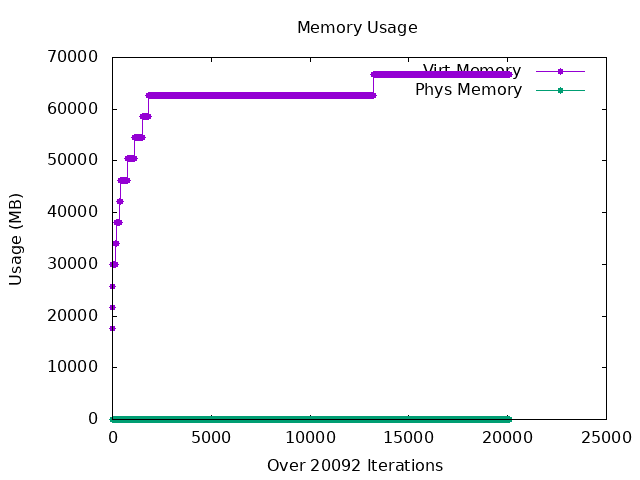 Memory Usage
70000
60000
50000
40000
30000
20000
10000
0
Usage (MB)
Virt Memory
Phys Memory
0 5000 10000 15000 20000 25000
Over 20092 Iterations